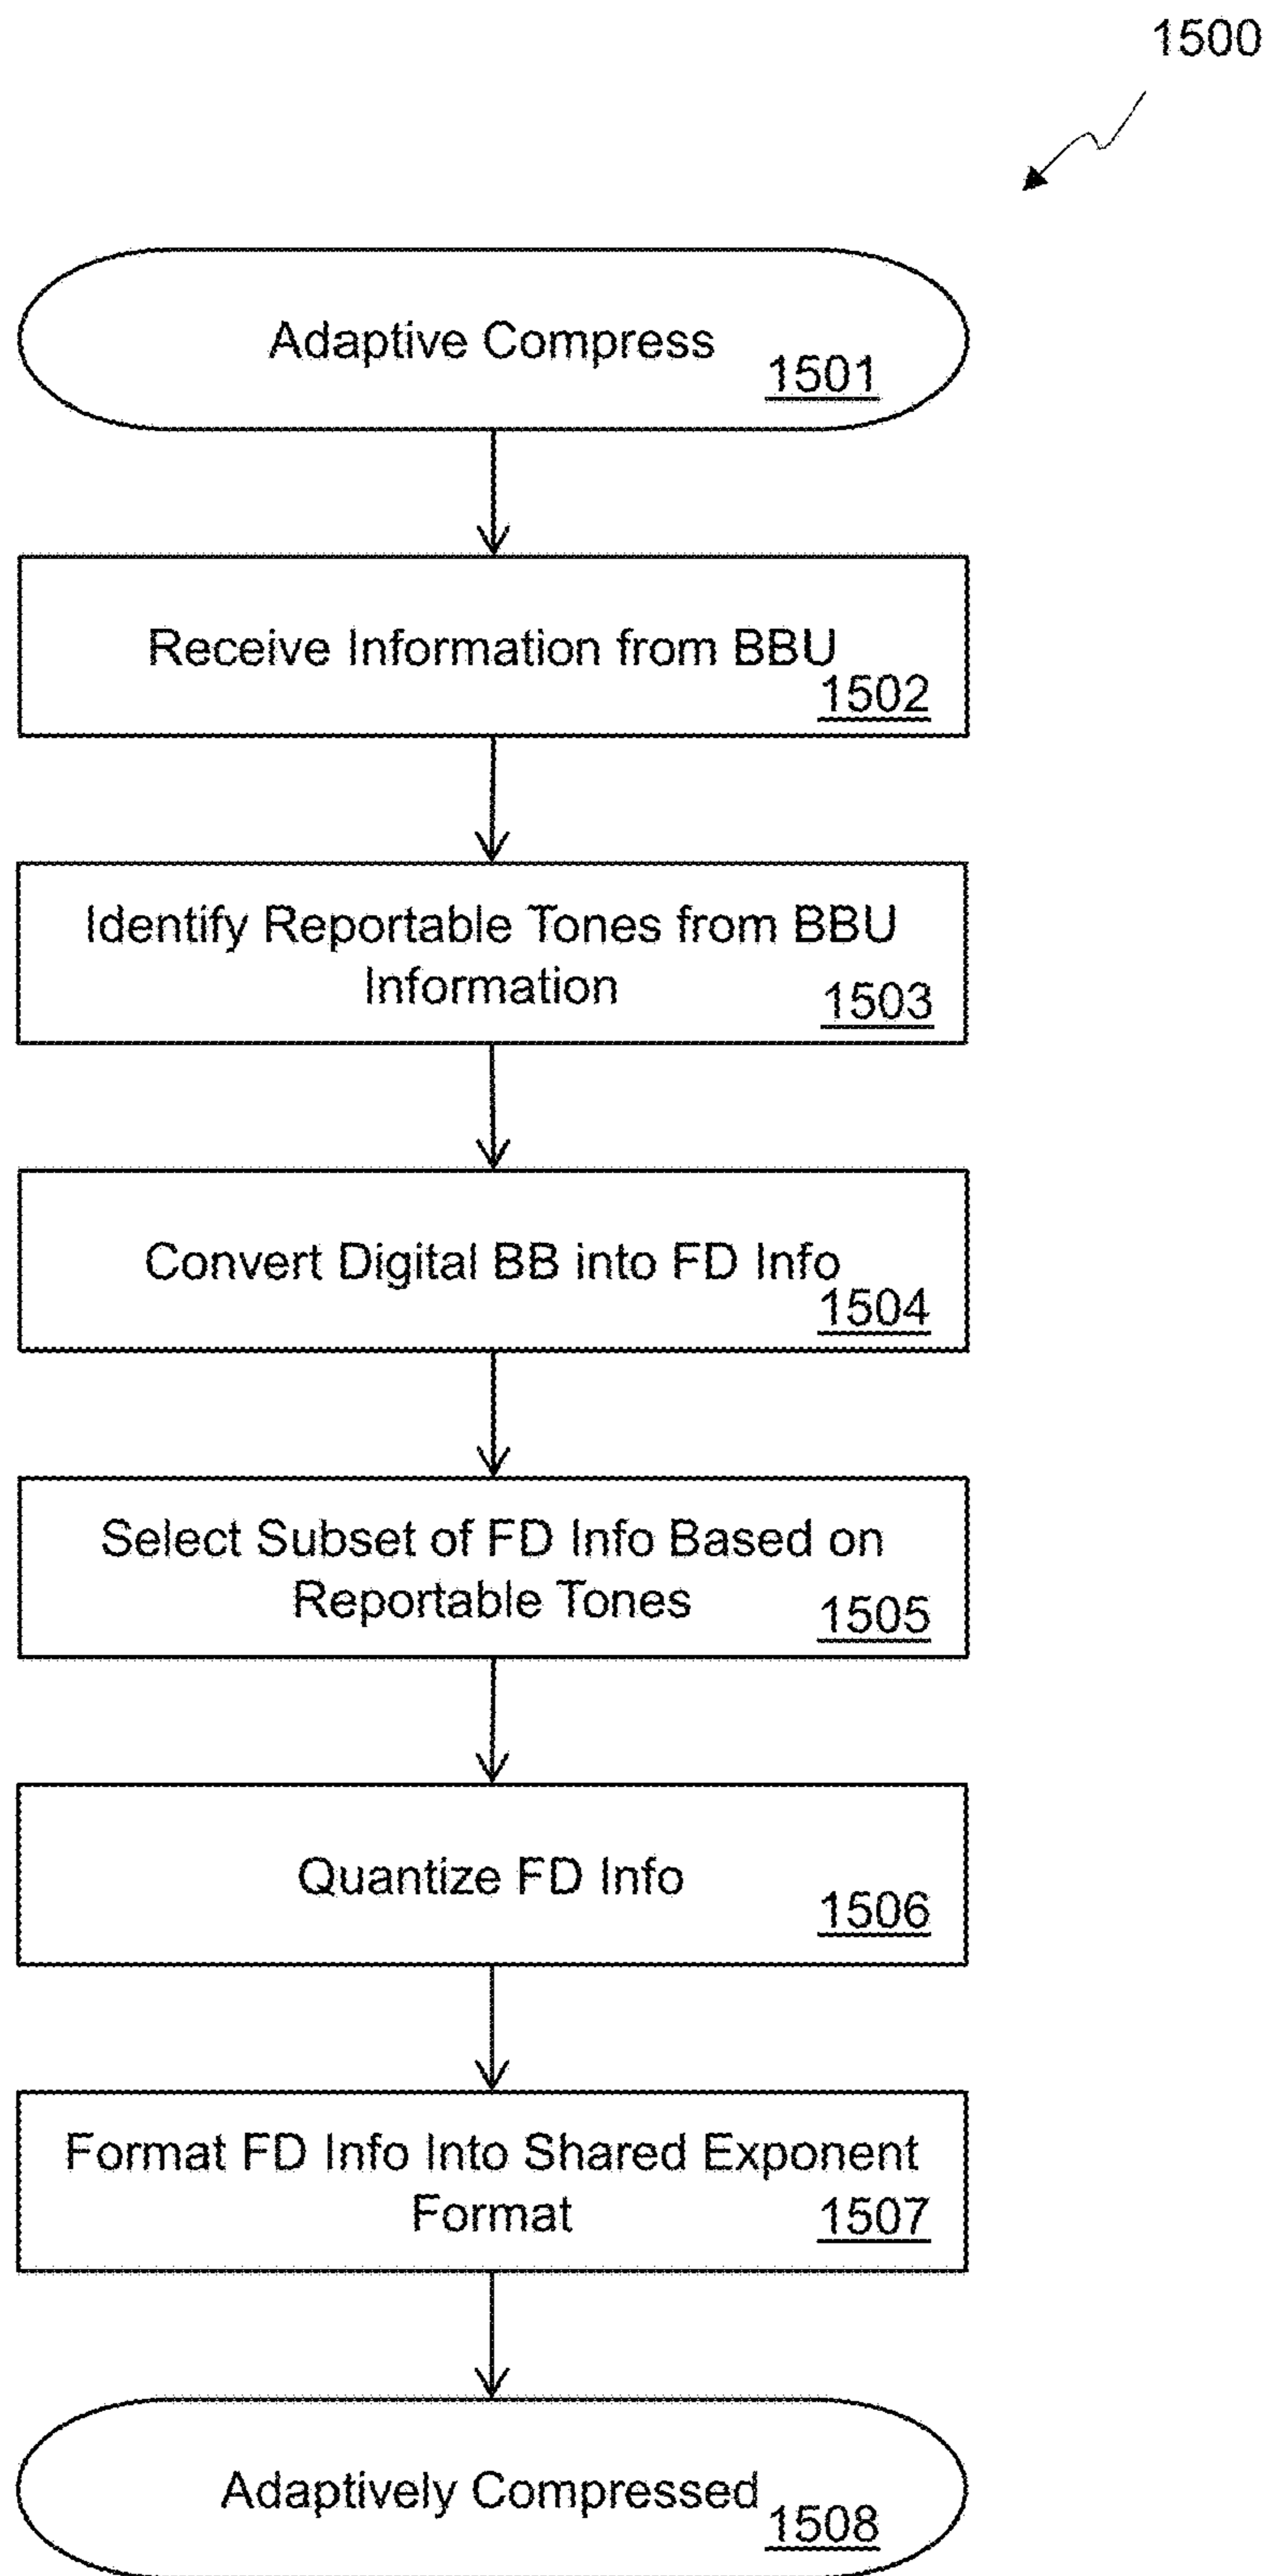 1500
Adaptive Compress
1501
Receive Information from BBU
1502
Identify Reportable Tones from BBU
Information
1503
Convert Digital BB into FD Info
1504
Select Subset of FD Info Based on
Reportable Tones
1505
Quantize FD Info
1506
Format FD Info Into Shared Exponent
Format
1507
Adaptively Compressed
1508